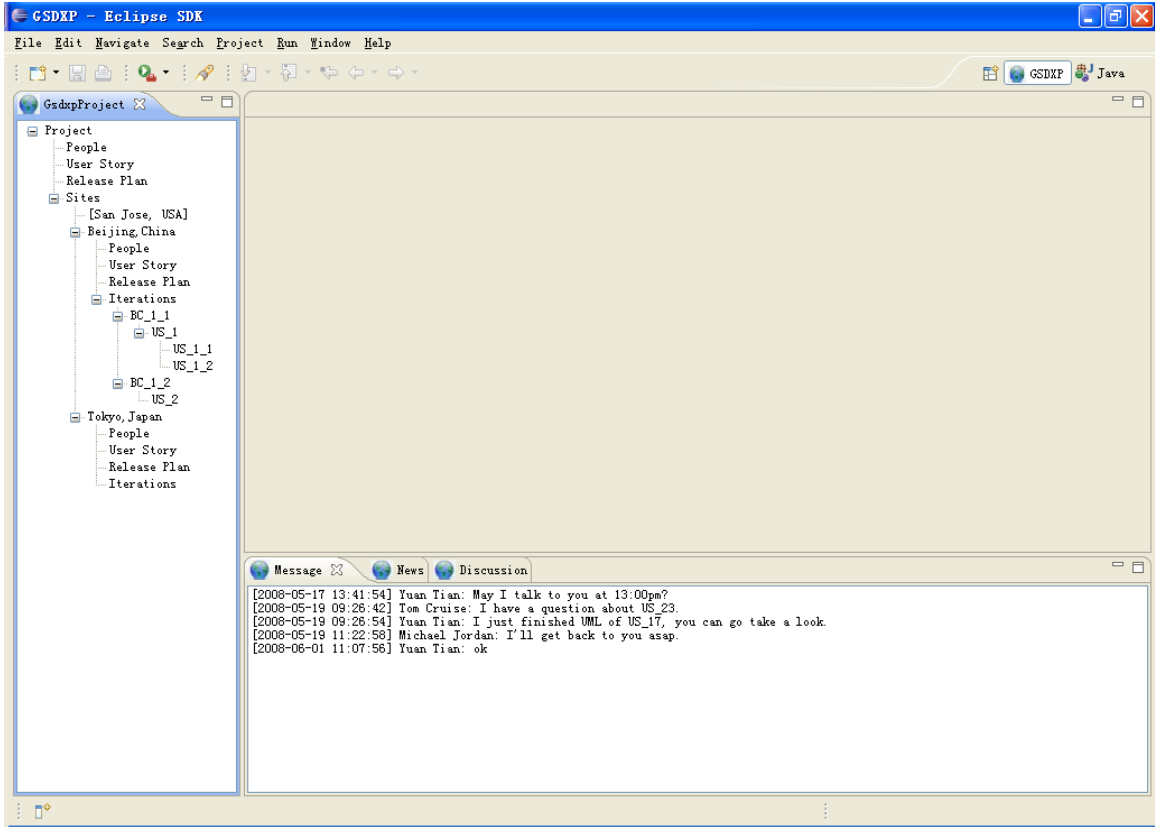 GSDXP - Eclipse SDK
File Edit Navigate Search Project Run Window Help
GSDXP Java
GsdxpProject
Project
People
User Story
Release Plan
Sites
[San Jose, USA]
Beijing,China
People
User Story
Release Plan
Iterations
BC_1_1
US_1
US_1_1
US_1_2
BC_1_2
US_2
Tokyo,Japan
People
User Story
Release Plan
Iterations
Message News Discussion
[2008-05-17 13:41:54] Yuan Tian: May I talk to you at 13:00pm?
[2008-05-19 09:26:42] Tom Cruise: I have a question about US_23.
[2008-05-19 09:26:54] Yuan Tian: I just finished UML of US_17, you can go take a look.
[2008-05-19 11:22:58] Michael Jordan: I'll get back to you asap.
[2008-06-01 11:07:56] Yuan Tian: ok